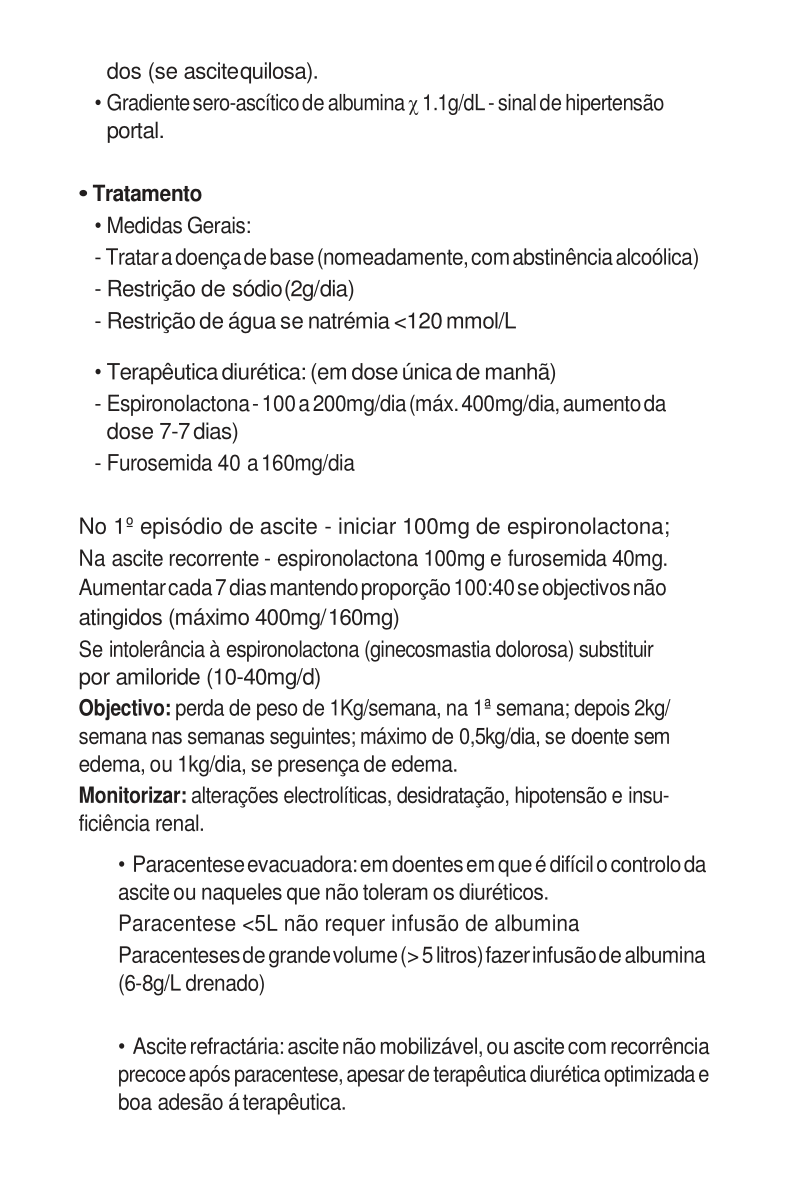 dos (se ascite quilosa).
• Gradiente sero-ascítico de albumina χ 1.1g/dL - sinal de hipertensão
portal.
• Tratamento
• Medidas Gerais:
- Tratar a doença de base (nomeadamente, com abstinência alcoólica)
- Restrição de sódio (2g/dia)
- Restrição de água se natrémia <120 mmol/L
• Terapêutica diurética: (em dose única de manhã)
- Espironolactona - 100 a 200mg/dia (máx. 400mg/dia, aumento da
dose 7-7 dias)
- Furosemida 40 a 160mg/dia
No 1º episódio de ascite - iniciar 100mg de espironolactona;
Na ascite recorrente - espironolactona 100mg e furosemida 40mg.
Aumentar cada 7 dias mantendo proporção 100:40 se objectivos não
atingidos (máximo 400mg/160mg)
Se intolerância à espironolactona (ginecosmastia dolorosa) substituir
por amiloride (10-40mg/d)
Objectivo: perda de peso de 1Kg/semana, na 1ª semana; depois 2kg/
semana nas semanas seguintes; máximo de 0,5kg/dia, se doente sem
edema, ou 1kg/dia, se presença de edema.
Monitorizar: alterações electrolíticas, desidratação, hipotensão e insu-
ficiência renal.
• Paracentese evacuadora: em doentes em que é difícil o controlo da
ascite ou naqueles que não toleram os diuréticos.
Paracentese <5L não requer infusão de albumina
Paracenteses de grande volume (> 5 litros) fazer infusão de albumina
(6-8g/L drenado)
• Ascite refractária: ascite não mobilizável, ou ascite com recorrência
precoce após paracentese, apesar de terapêutica diurética optimizada e
boa adesão á terapêutica.